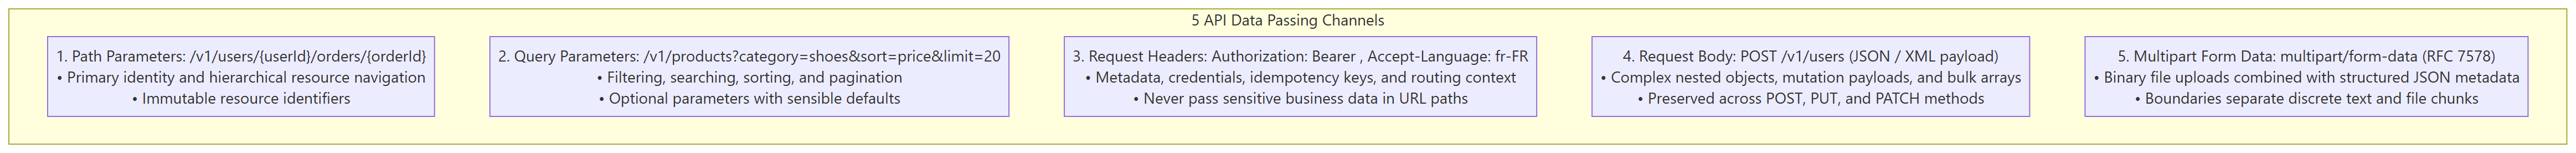 5 API Data Passing Channels
1. Path Parameters: /v1/users/{userId}/orders/{orderId}
• Primary identity and hierarchical resource navigation
• Immutable resource identifiers
2. Query Parameters: /v1/products?category=shoes&sort=price&limit=20
• Filtering, searching, sorting, and pagination
• Optional parameters with sensible defaults
3. Request Headers: Authorization: Bearer , Accept-Language: fr-FR
• Metadata, credentials, idempotency keys, and routing context
• Never pass sensitive business data in URL paths
4. Request Body: POST /v1/users (JSON / XML payload)
• Complex nested objects, mutation payloads, and bulk arrays
• Preserved across POST, PUT, and PATCH methods
5. Multipart Form Data: multipart/form-data (RFC 7578)
• Binary file uploads combined with structured JSON metadata
• Boundaries separate discrete text and file chunks